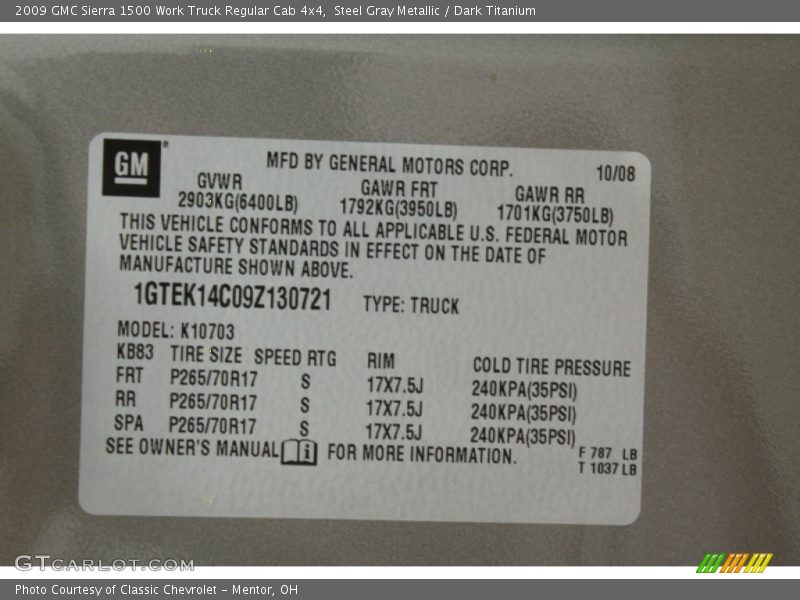 2009 GMC Sierra 1500 Work Truck Regular Cab 4x4,  Steel Gray Metallic / Dark Titanium
GM
MFD BY GENERAL MOTORS CORP. 10/08
GVWR GAWR FRT GAWR RR
2903KG(6400LB) 1792KG(3950LB) 1701KG(3750LB)
THIS VEHICLE CONFORMS TO ALL APPLICABLE U.S. FEDERAL MOTOR
VEHICLE SAFETY STANDARDS IN EFFECT ON THE DATE OF
MANUFACTURE SHOWN ABOVE.
1GTEK14C09Z130721 TYPE: TRUCK
MODEL: K10703
KB83 TIRE SIZE SPEED RTG RIM COLD TIRE PRESSURE
FRT P265/70R17 S 17X7.5J 240KPA(35PSI)
RR P265/70R17 S 17X7.5J 240KPA(35PSI)
SPA P265/70R17 S 17X7.5J 240KPA(35PSI)
SEE OWNER'S MANUAL i FOR MORE INFORMATION.
F 787 LB
T 1037 LB
GTCARLOT.COM
Photo Courtesy of Classic Chevrolet - Mentor, OH